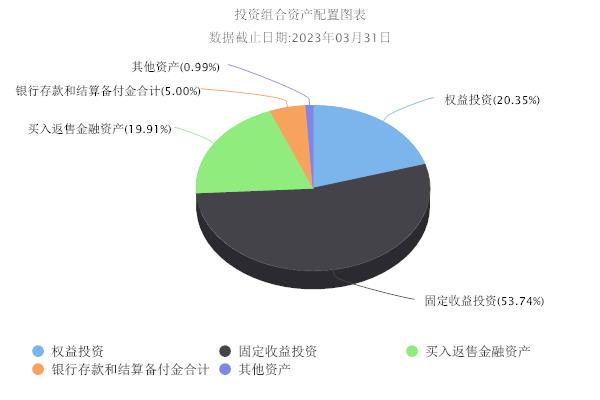 投资组合资产配置图表
数据截止日期:2023年03月31日
其他资产(0.99%)
银行存款和结算备付金合计(5.00%)
权益投资(20.35%)
买入返售金融资产(19.91%)
固定收益投资(53.74%)
权益投资 固定收益投资 买入返售金融资产
银行存款和结算备付金合计 其他资产